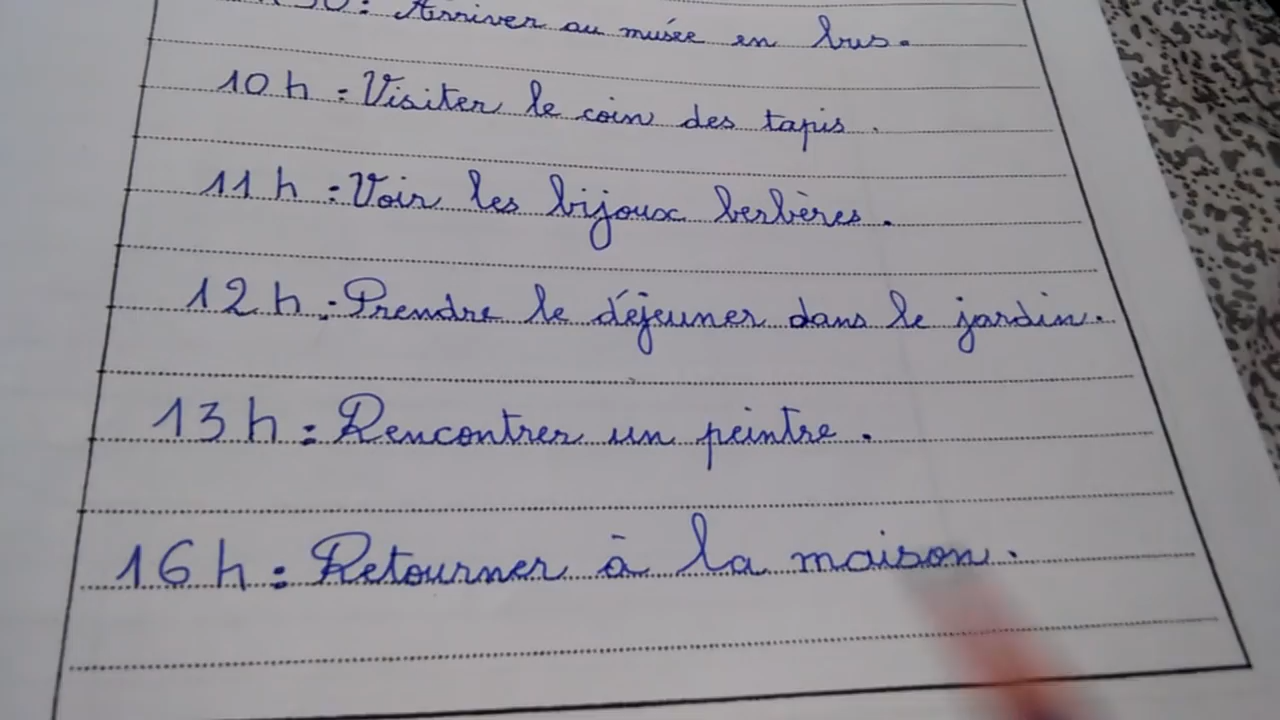 30 : Arriver au musée en bus.
10 h : Visiter le coin des tapis.
11 h : Voir les bijoux berbères.
12 h : Prendre le déjeuner dans le jardin.
13 h : Rencontrer un peintre.
16 h : Retourner à la maison.